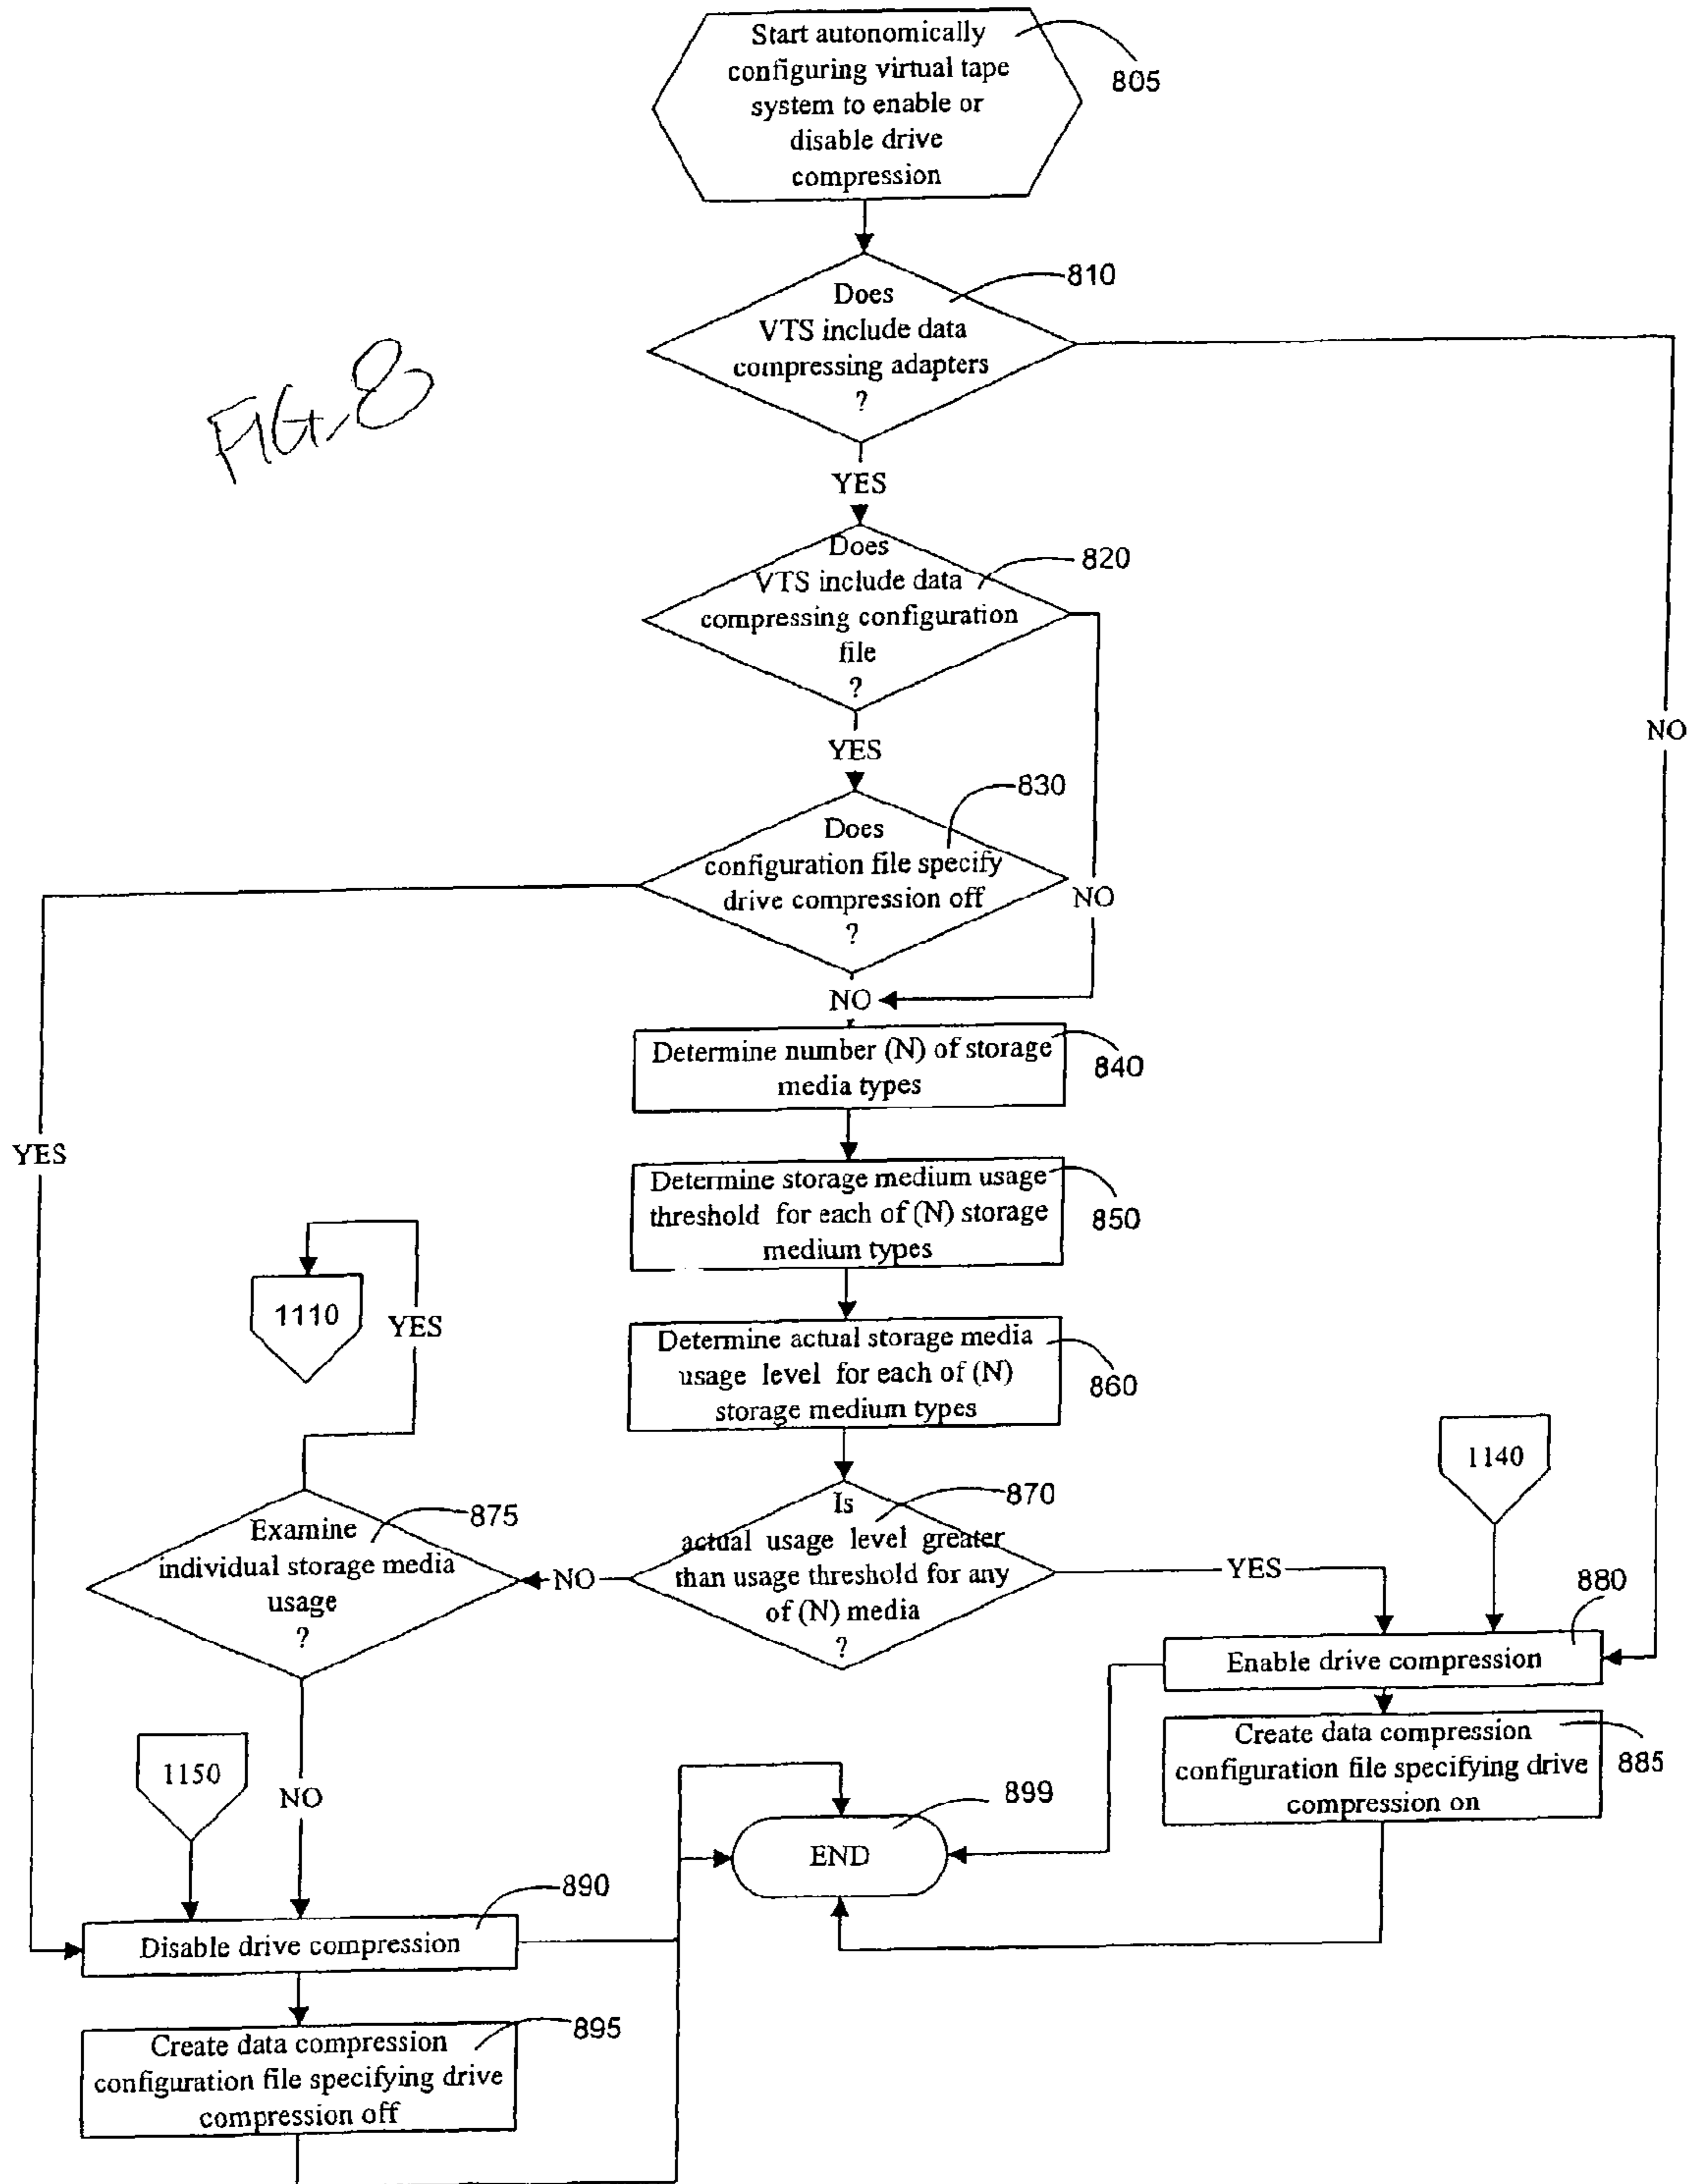 Start autonomically
configuring virtual tape
system to enable or
disable drive
compression
805
Does
VTS include data
compressing adapters
?
810
FIG. 8
YES
NO
Does
VTS include data
compressing configuration
file
?
820
YES
NO
Does
configuration file specify
drive compression off
?
830
YES
NO
Determine number (N) of storage
media types
840
Determine storage medium usage
threshold for each of (N) storage
medium types
850
1110
YES
Determine actual storage media
usage level for each of (N)
storage medium types
860
1140
Examine
individual storage media
usage
?
875
NO
Is
actual usage level greater
than usage threshold for any
of (N) media
?
870
YES
880
Enable drive compression
Create data compression
configuration file specifying drive
compression on
885
1150
NO
END
899
890
Disable drive compression
Create data compression
configuration file specifying drive
compression off
895